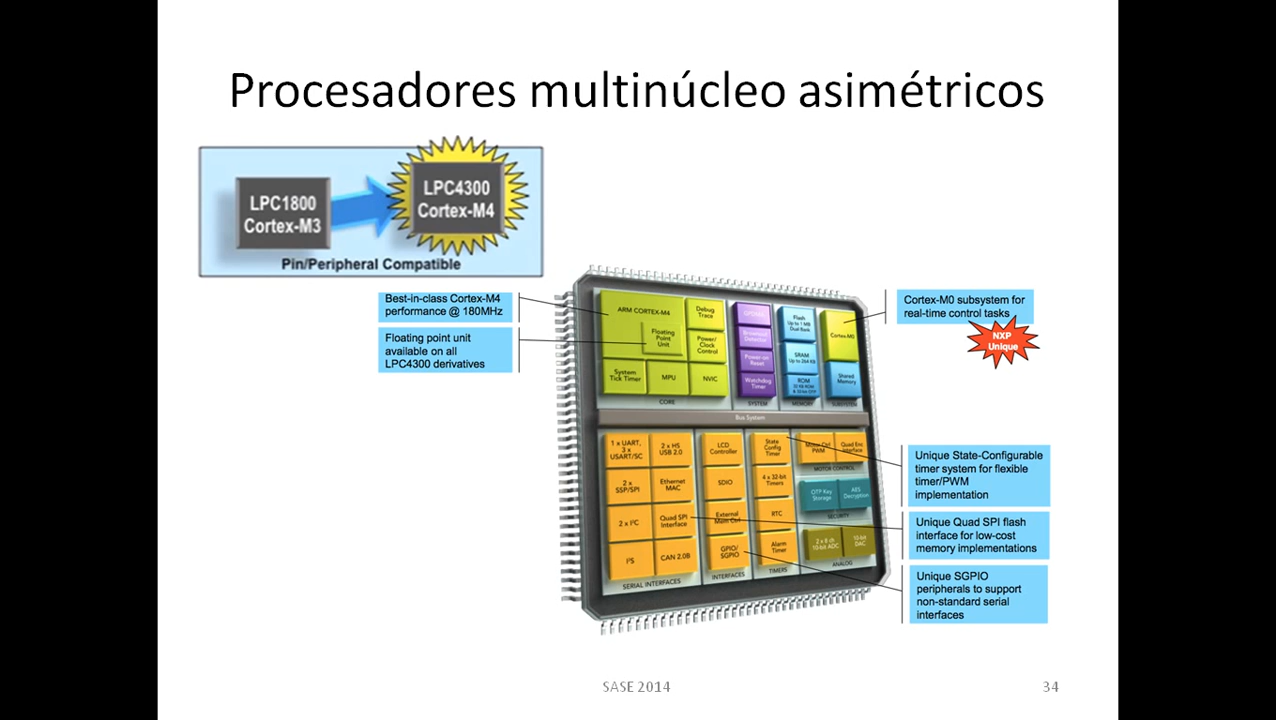 Procesadores multinúcleo asimétricos
LPC1800
Cortex-M3
LPC4300
Cortex-M4
Pin/Peripheral Compatible
Best-in-class Cortex-M4
performance @ 180MHz
Floating point unit
available on all
LPC4300 derivatives
Cortex-M0 subsystem for
real-time control tasks
NXP
Unique
ARM CORTEX-M4
Floating
Point
Unit
Debug
Trace
Power/
Clock
Control
System
Tick Timer
MPU
NVIC
CORE
GPDMA
Brownout
Detector
Power-on
Reset
Watchdog
Timer
SYSTEM
Flash
Up to 1 MB
Dual Bank
SRAM
Up to 264 KB
ROM
MEMORY
Cortex-M0
Shared
Memory
SUBSYSTEM
Bus System
1 x UART,
3 x
USART/SC
2 x HS
USB 2.0
2 x
SSP/SPI
Ethernet
MAC
2 x I²C
Quad SPI
Interface
I²S
CAN 2.0B
SERIAL INTERFACES
LCD
Controller
SDIO
External
Mem Ctrl
GPIO/
SGPIO
INTERFACES
State
Config
Timer
4 x 32-bit
Timers
RTC
Alarm
Timer
TIMERS
Motor Ctrl
PWM
Quad Enc
Interface
MOTOR CONTROL
OTP Key
Storage
AES
Decryption
SECURITY
2 x 8 ch
10-bit ADC
10-bit
DAC
ANALOG
Unique State-Configurable
timer system for flexible
timer/PWM
implementation
Unique Quad SPI flash
interface for low-cost
memory implementations
Unique SGPIO
peripherals to support
non-standard serial
interfaces
SASE 2014
34